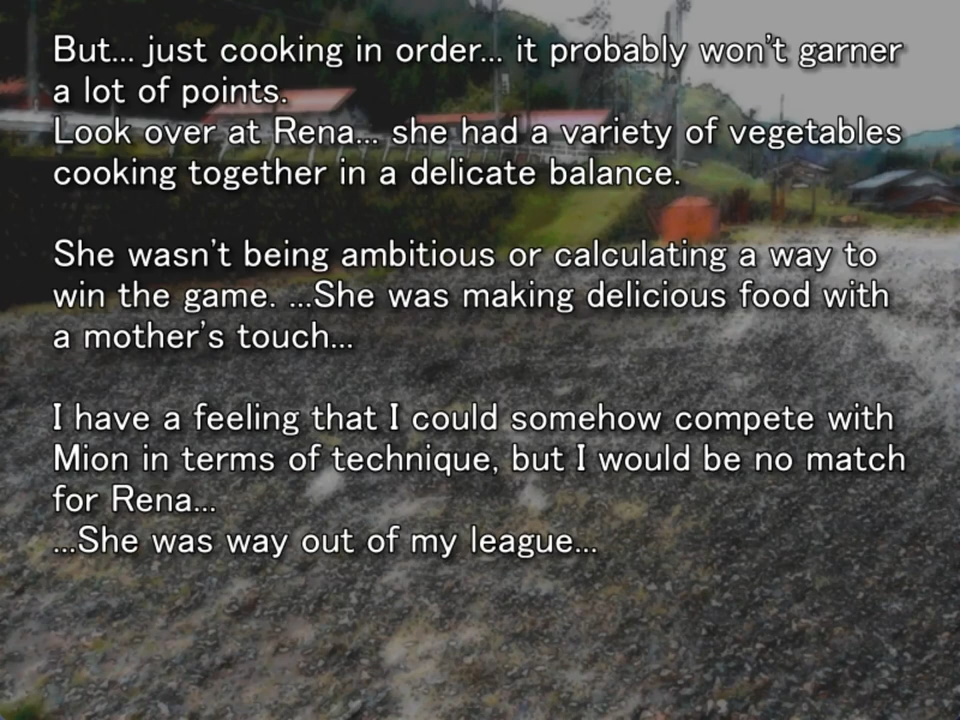 But... just cooking in order... it probably won't garner
a lot of points.
Look over at Rena... she had a variety of vegetables
cooking together in a delicate balance.
She wasn't being ambitious or calculating a way to
win the game. ...She was making delicious food with
a mother's touch...
I have a feeling that I could somehow compete with
Mion in terms of technique, but I would be no match
for Rena...
...She was way out of my league...